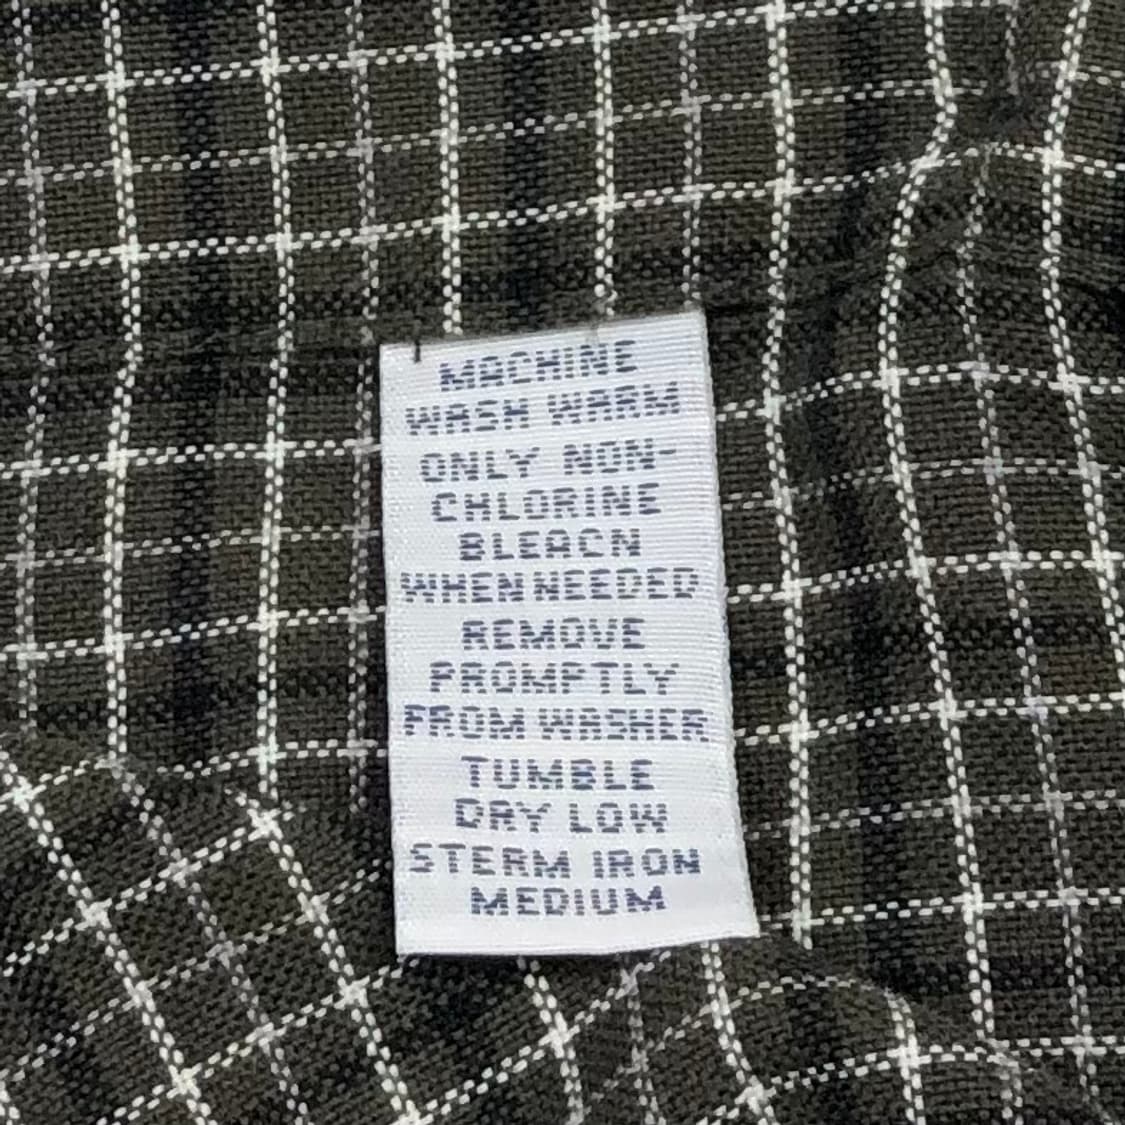 MACHINE
WASH WARM
ONLY NON-
CHLORINE
BLEACN
WHEN NEEDED
REMOVE
PROMPTLY
FROM WASHER
TUMBLE
DRY LOW
STERM IRON
MEDIUM